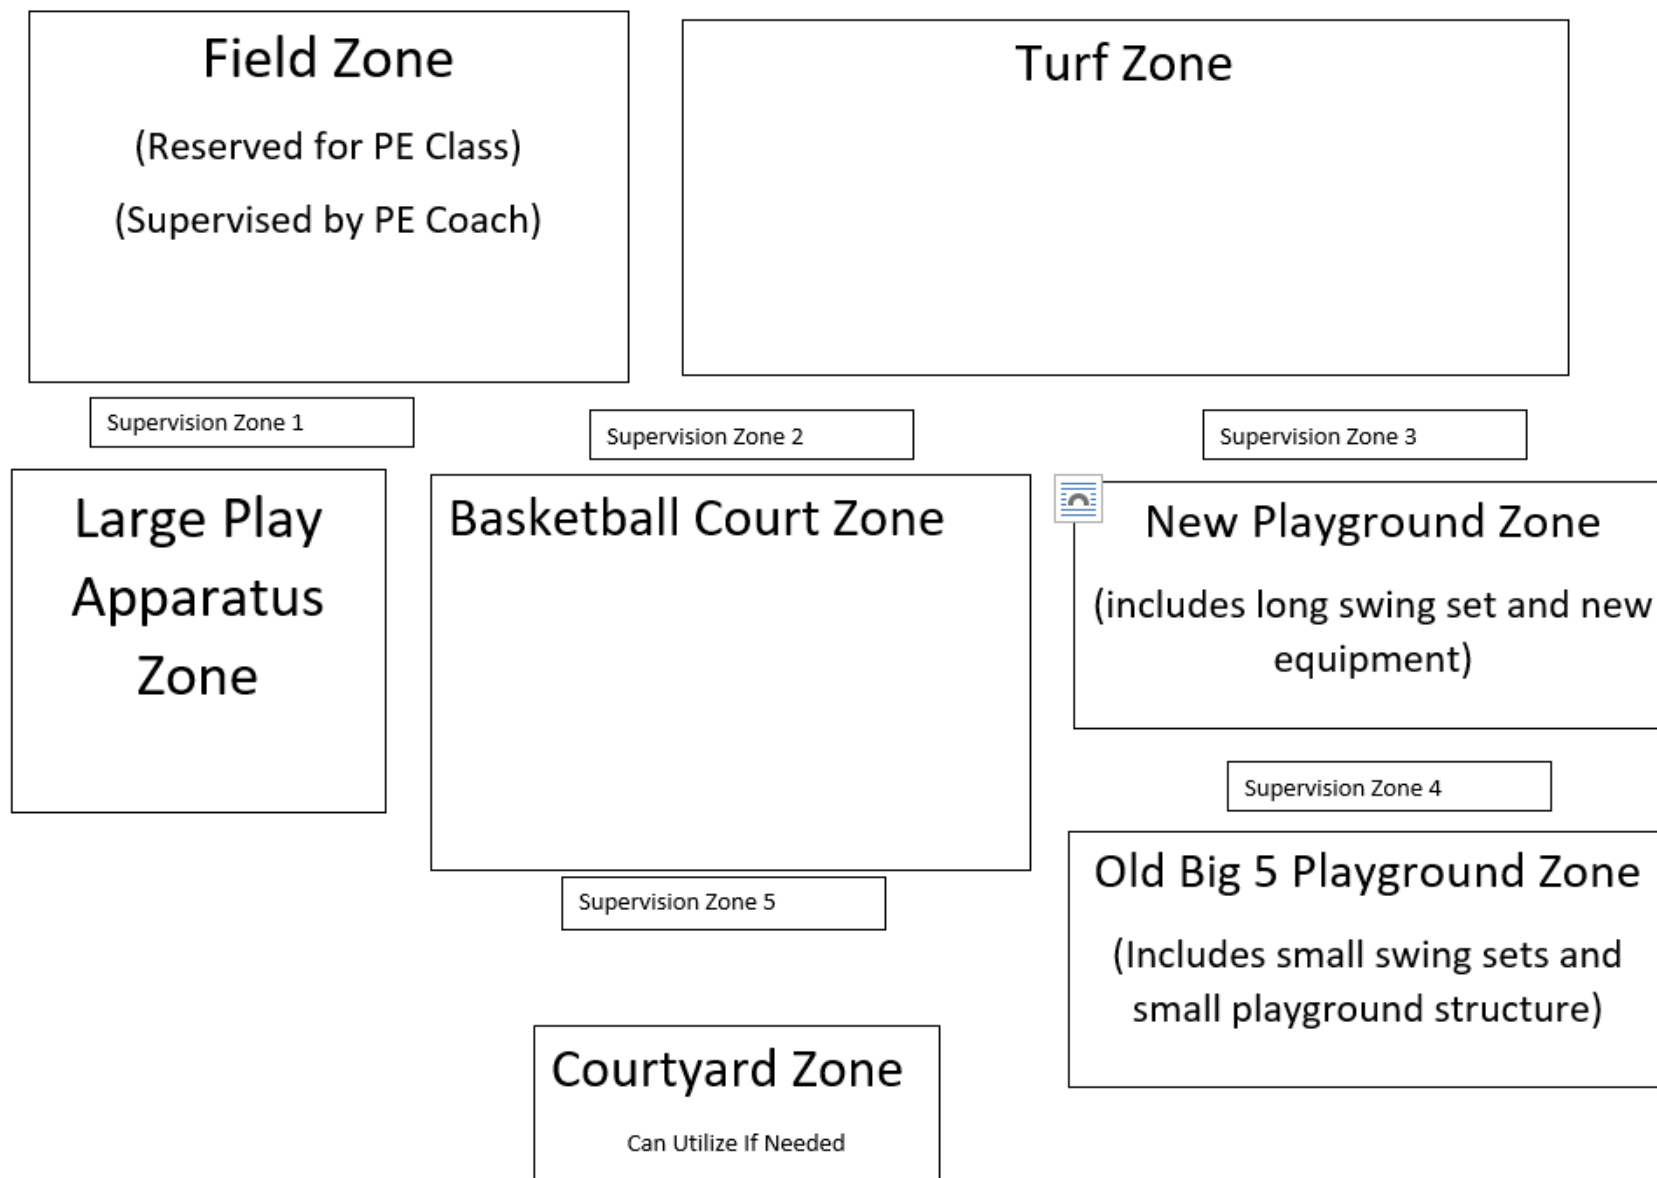 Field Zone
(Reserved for PE Class)
(Supervised by PE Coach)
Turf Zone
Supervision Zone 1
Supervision Zone 2
Supervision Zone 3
Large Play
Apparatus
Zone
Basketball Court Zone
New Playground Zone
(includes long swing set and new
equipment)
Supervision Zone 4
Old Big 5 Playground Zone
(Includes small swing sets and
small playground structure)
Supervision Zone 5
Courtyard Zone
Can Utilize If Needed